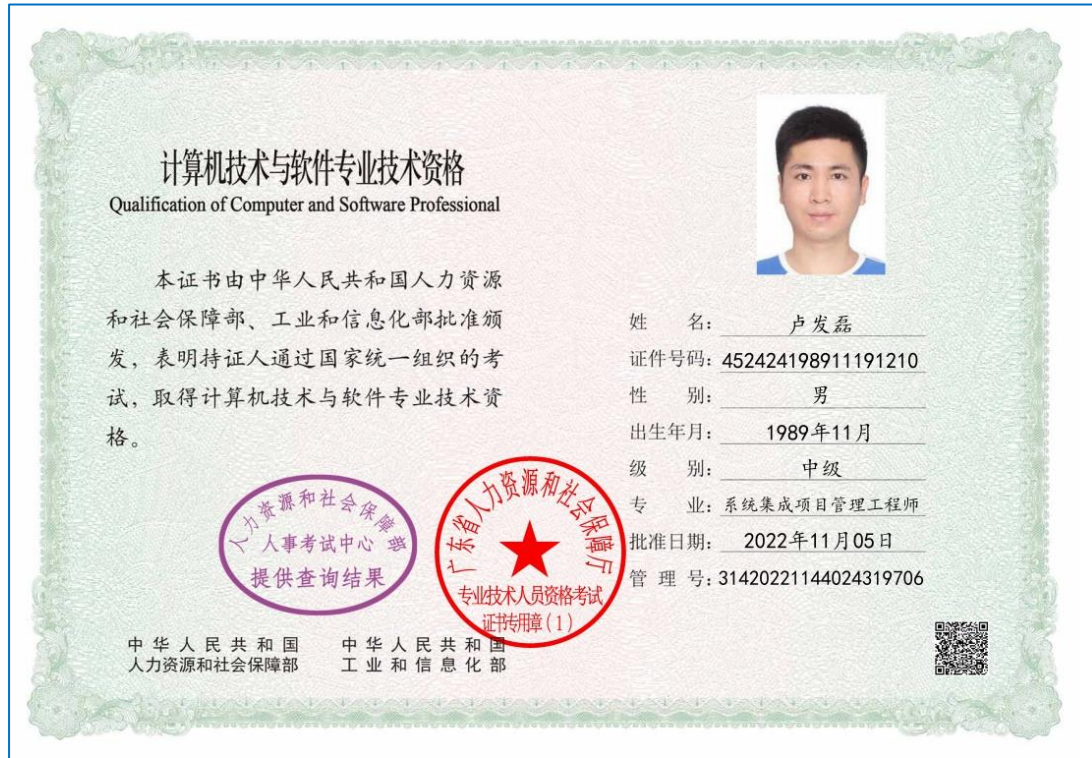 计算机技术与软件专业技术资格
Qualification of Computer and Software Professional
本证书由中华人民共和国人力资源
和社会保障部、工业和信息化部批准颁
发，表明持证人通过国家统一组织的考
试，取得计算机技术与软件专业技术资
格。
人力资源和社会保障部
人事考试中心
提供查询结果
广东省人力资源和社会保障厅
专业技术人员资格考试
证书专用章(1)
中华人民共和国
人力资源和社会保障部
中华人民共和国
工业和信息化部
姓 名： 卢发磊
证件号码： 452424198911191210
性 别： 男
出生年月： 1989年11月
级 别： 中级
专 业： 系统集成项目管理工程师
批准日期： 2022年11月05日
管 理 号： 31420221144024319706